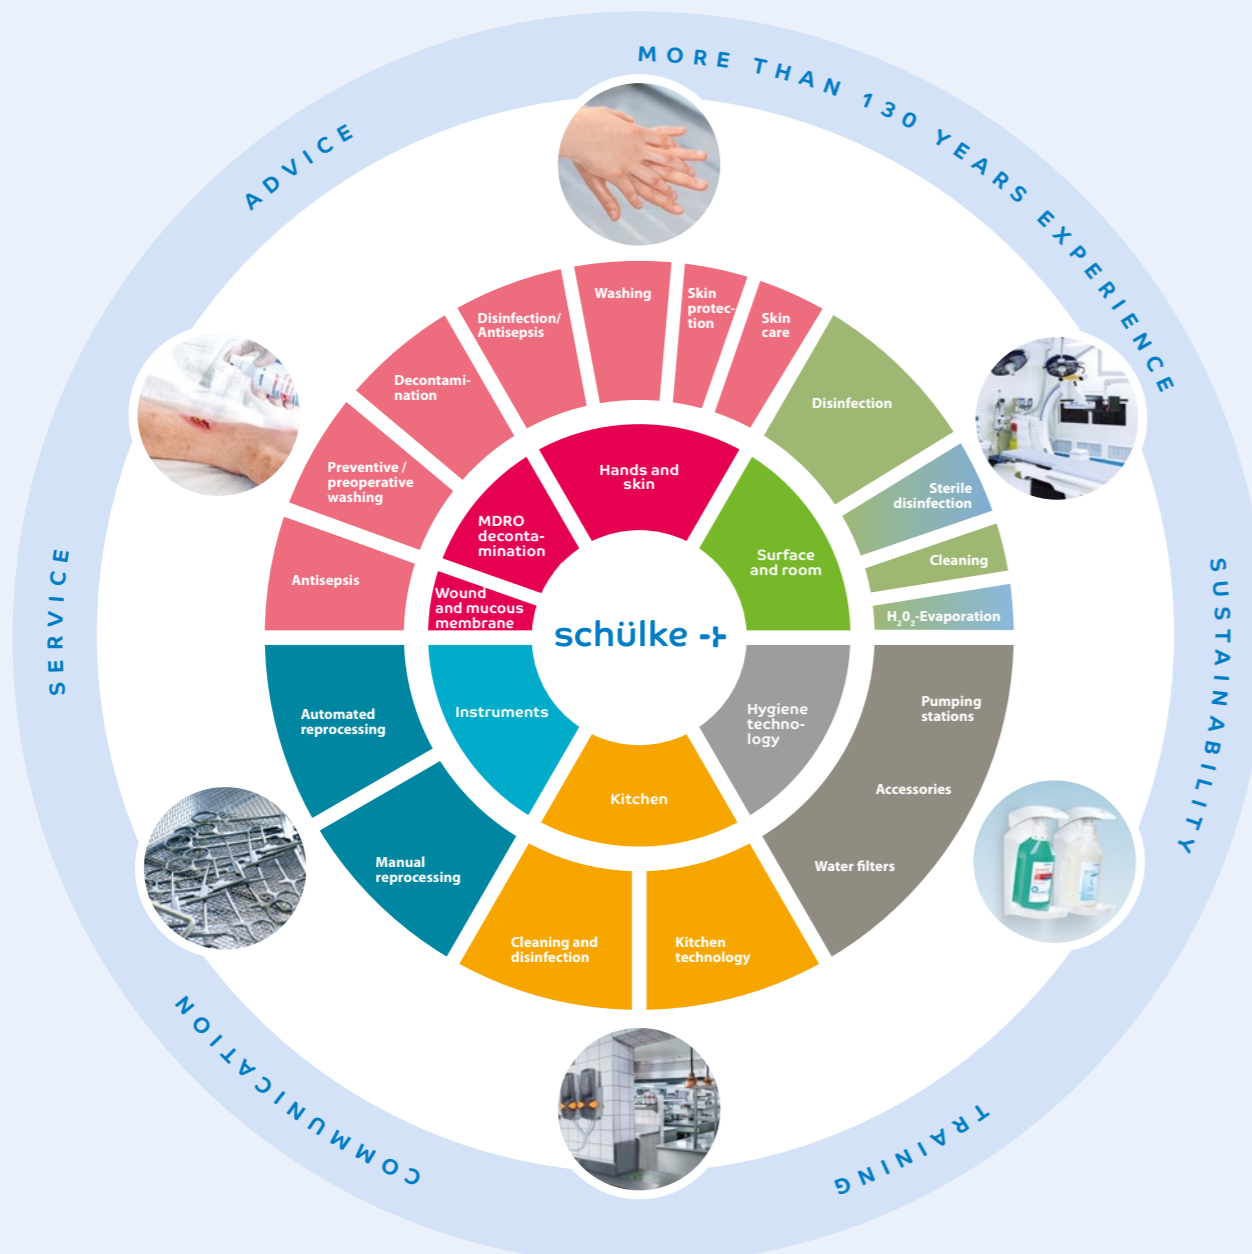 MORE THAN 130 YEARS EXPERIENCE
ADVICE
SERVICE
SUSTAINABILITY
COMMUNICATION
TRAINING
Washing
Skin
protec-
tion
Skin
care
Disinfection/
Antisepsis
Decontami-
nation
Preventive /
preoperative
washing
Antisepsis
Disinfection
Sterile
disinfection
Cleaning
H₂0₂-Evaporation
Hands and
skin
MDRO
deconta-
mination
Wound
and mucous
membrane
Surface
and room
schülke -+
Instruments
Hygiene
techno-
logy
Kitchen
Automated
reprocessing
Manual
reprocessing
Pumping
stations
Accessories
Water filters
Cleaning and
disinfection
Kitchen
technology